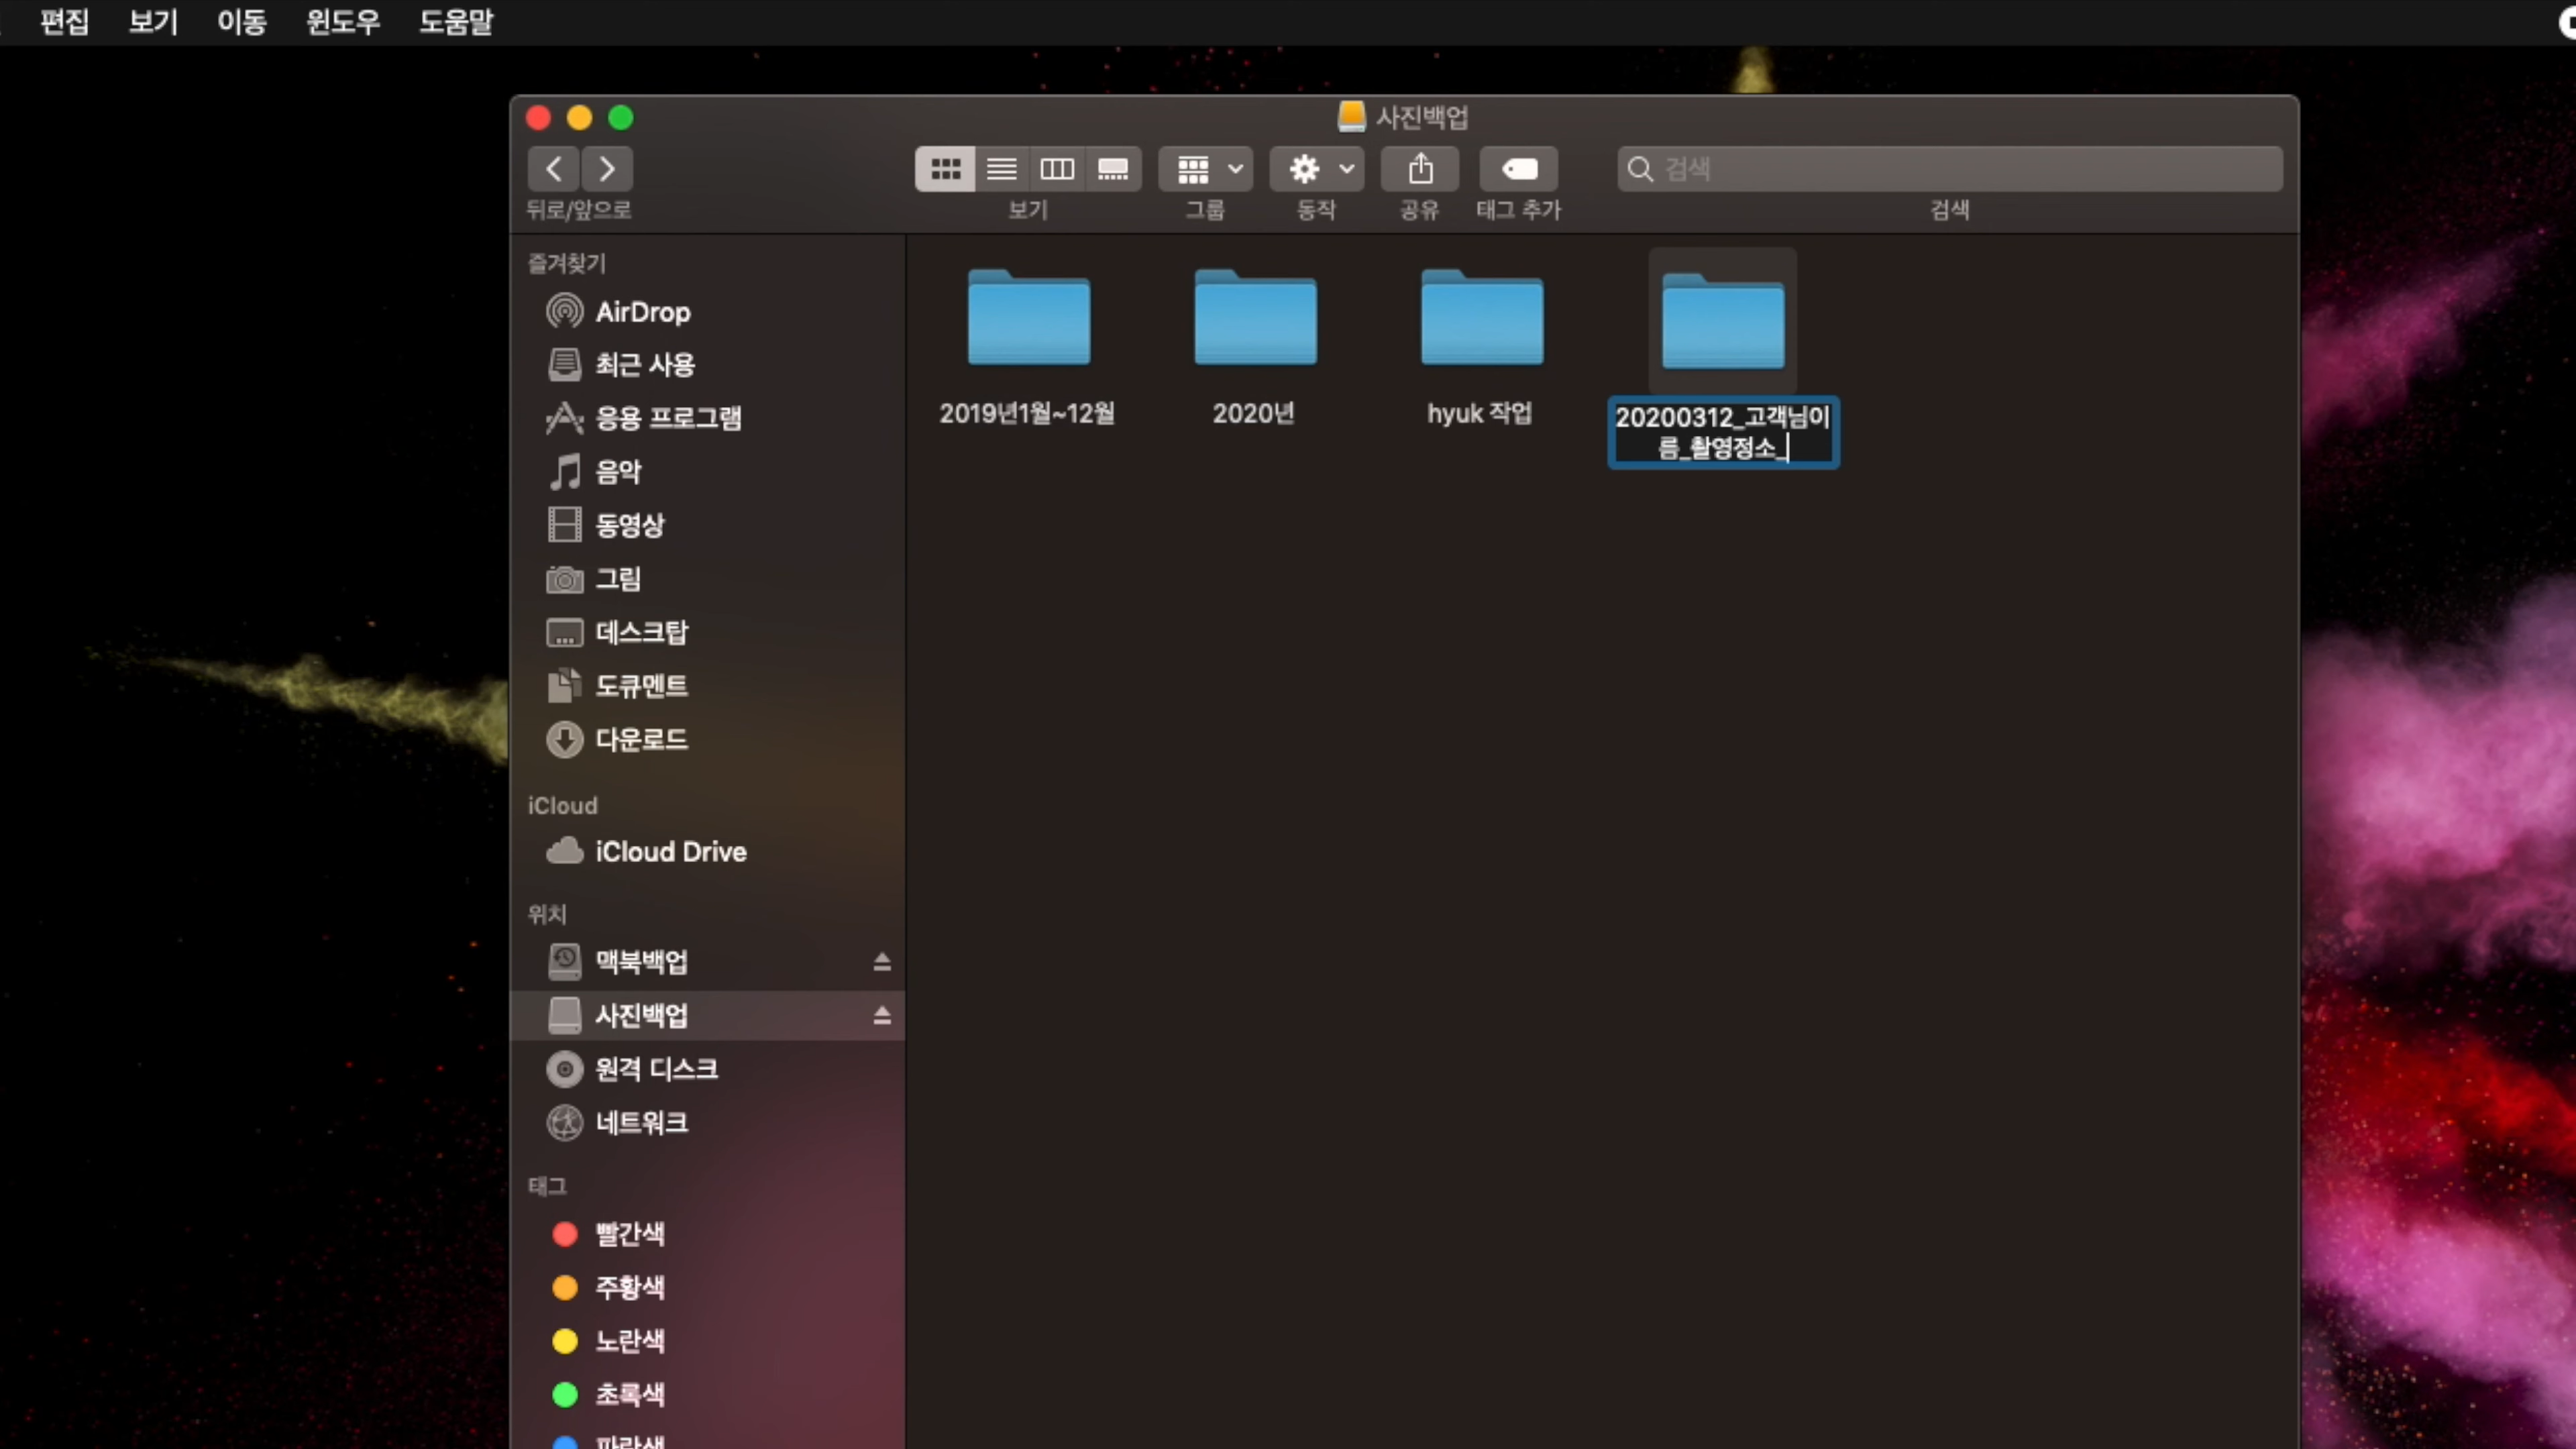 편집 보기 이동 윈도우 도움말
사진백업
검색
뒤로/앞으로 보기 그룹 동작 공유 태그 추가 검색
즐겨찾기
AirDrop
최근 사용
응용 프로그램
음악
동영상
그림
데스크탑
도큐멘트
다운로드
iCloud
iCloud Drive
위치
맥북백업
사진백업
원격 디스크
네트워크
태그
빨간색
주황색
노란색
초록색
파란색
2019년1월~12월
2020년
hyuk 작업
20200312_고객님이
름_촬영정소_